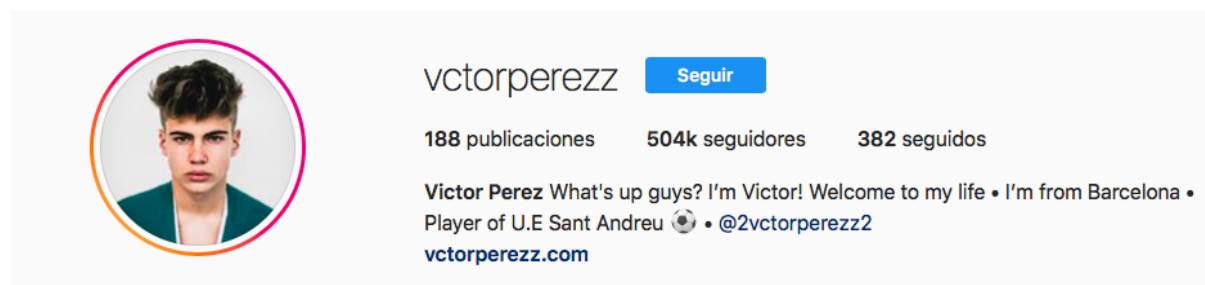 vctorperezz Seguir
188 publicaciones 504k seguidores 382 seguidos
Victor Perez What's up guys? I'm Victor! Welcome to my life • I'm from Barcelona •
Player of U.E Sant Andreu ⚽ • @2vctorperezz2
vctorperezz.com